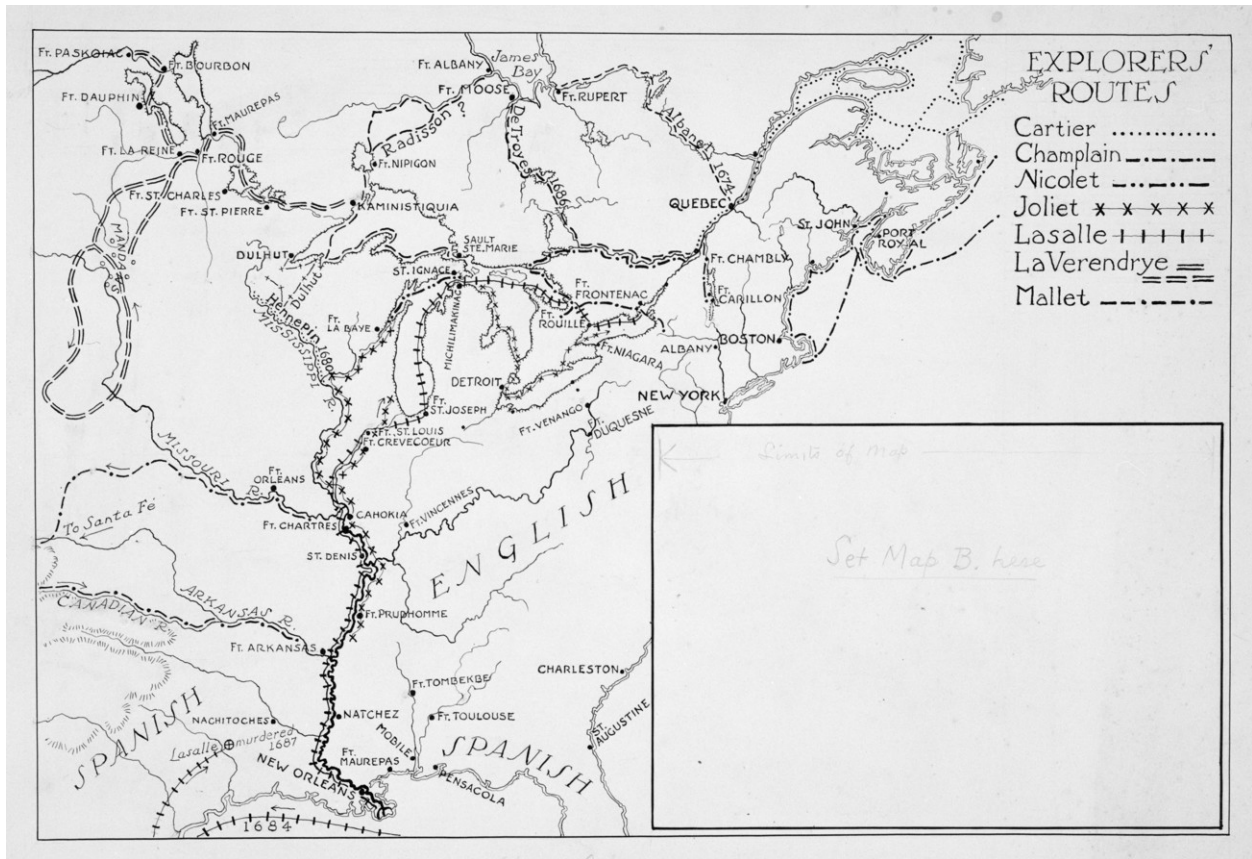 EXPLORERS'
ROUTES
Cartier
Champlain
Nicolet
Joliet
Lasalle
LaVerendrye
Mallet
FT. PASKOIAC
FT. BOURBON
FT. DAUPHIN
FT. MAUREPAS
FT. LA REINE
FT. ROUGE
FT. ST. CHARLES
FT. ST. PIERRE
MANDANS
FT. ALBANY
James
Bay
FT. MOOSE
FT. RUPERT
Radisson ?
DeTroyes 1686
Albanel 1674
FT. NIPIGON
KAMINISTIQUIA
QUEBEC
ST. JOHN
PORT
ROYAL
DULHUT
Dulhut
Hennepin 1680
MISSISSIPPI R.
SAULT
STE. MARIE
ST. IGNACE
MICHILIMAKINAC
FT.
LA BAYE
FT.
FRONTENAC
FT.
ROUILLE
FT. NIAGARA
FT. CHAMBLY
FT.
CARILLON
ALBANY
BOSTON
NEW YORK
DETROIT
FT.
ST. JOSEPH
FT. VENANGO
FT.
DUQUESNE
FT. ST. LOUIS
FT. CREVECOEUR
MISSOURI R.
FT.
ORLEANS
To Santa Fé
FT. CHARTRES
CAHOKIA
FT. VINCENNES
ST. DENIS
ENGLISH
ARKANSAS R.
CANADIAN R.
FT. PRUDHOMME
FT. ARKANSAS
CHARLESTON
FT. TOMBEKBE
NATCHEZ
FT. TOULOUSE
NACHITOCHES
Lasalle murdered
1687
SPANISH
MOBILE
FT.
MAUREPAS
SPANISH
ST.
AUGUSTINE
NEW ORLEANS
PENSACOLA
1684
Limits of Map
Set Map B. here